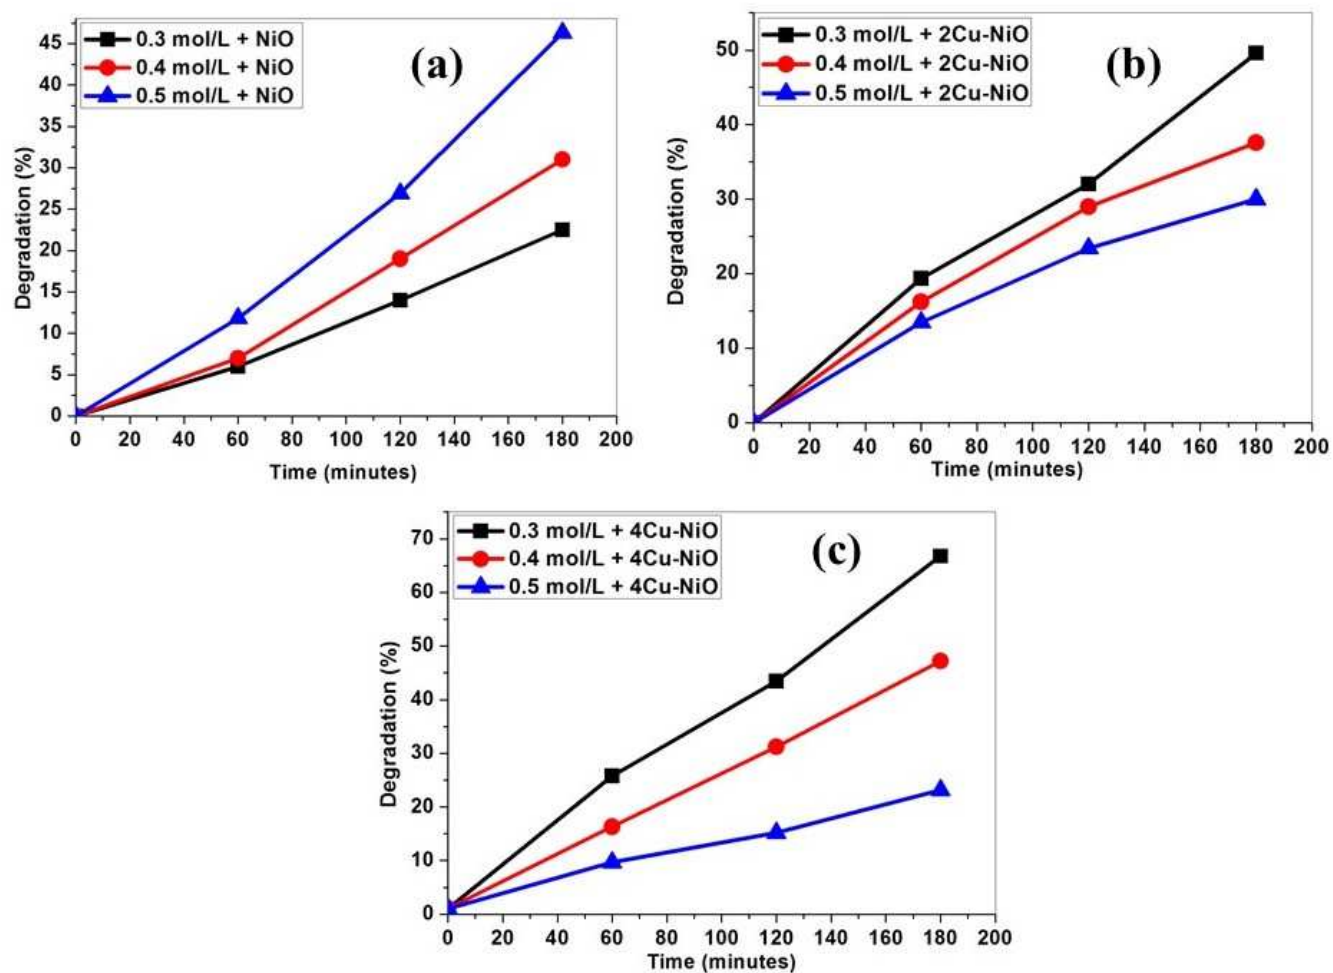 0.3 mol/L + NiO
0.4 mol/L + NiO
0.5 mol/L + NiO
(a)
45
40
35
30
25
20
15
10
5
0
Degradation (%)
0 20 40 60 80 100 120 140 160 180 200
Time (minutes)
0.3 mol/L + 2Cu-NiO
0.4 mol/L + 2Cu-NiO
0.5 mol/L + 2Cu-NiO
(b)
50
40
30
20
10
0
Degradation (%)
0 20 40 60 80 100 120 140 160 180 200
Time (minutes)
0.3 mol/L + 4Cu-NiO
0.4 mol/L + 4Cu-NiO
0.5 mol/L + 4Cu-NiO
(c)
70
60
50
40
30
20
10
0
Degradation (%)
0 20 40 60 80 100 120 140 160 180 200
Time (minutes)